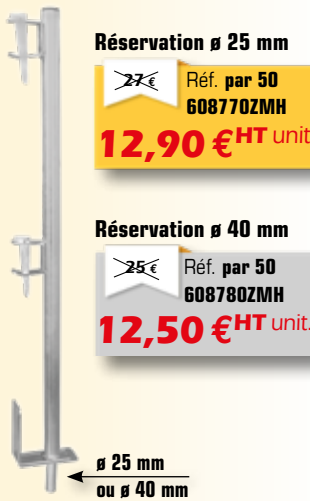 Réservation ø 25 mm
27 € Réf. par 50
608770ZMH
12,90 € HT unit.
Réservation ø 40 mm
25 € Réf. par 50
608780ZMH
12,50 € HT unit.
ø 25 mm
ou ø 40 mm